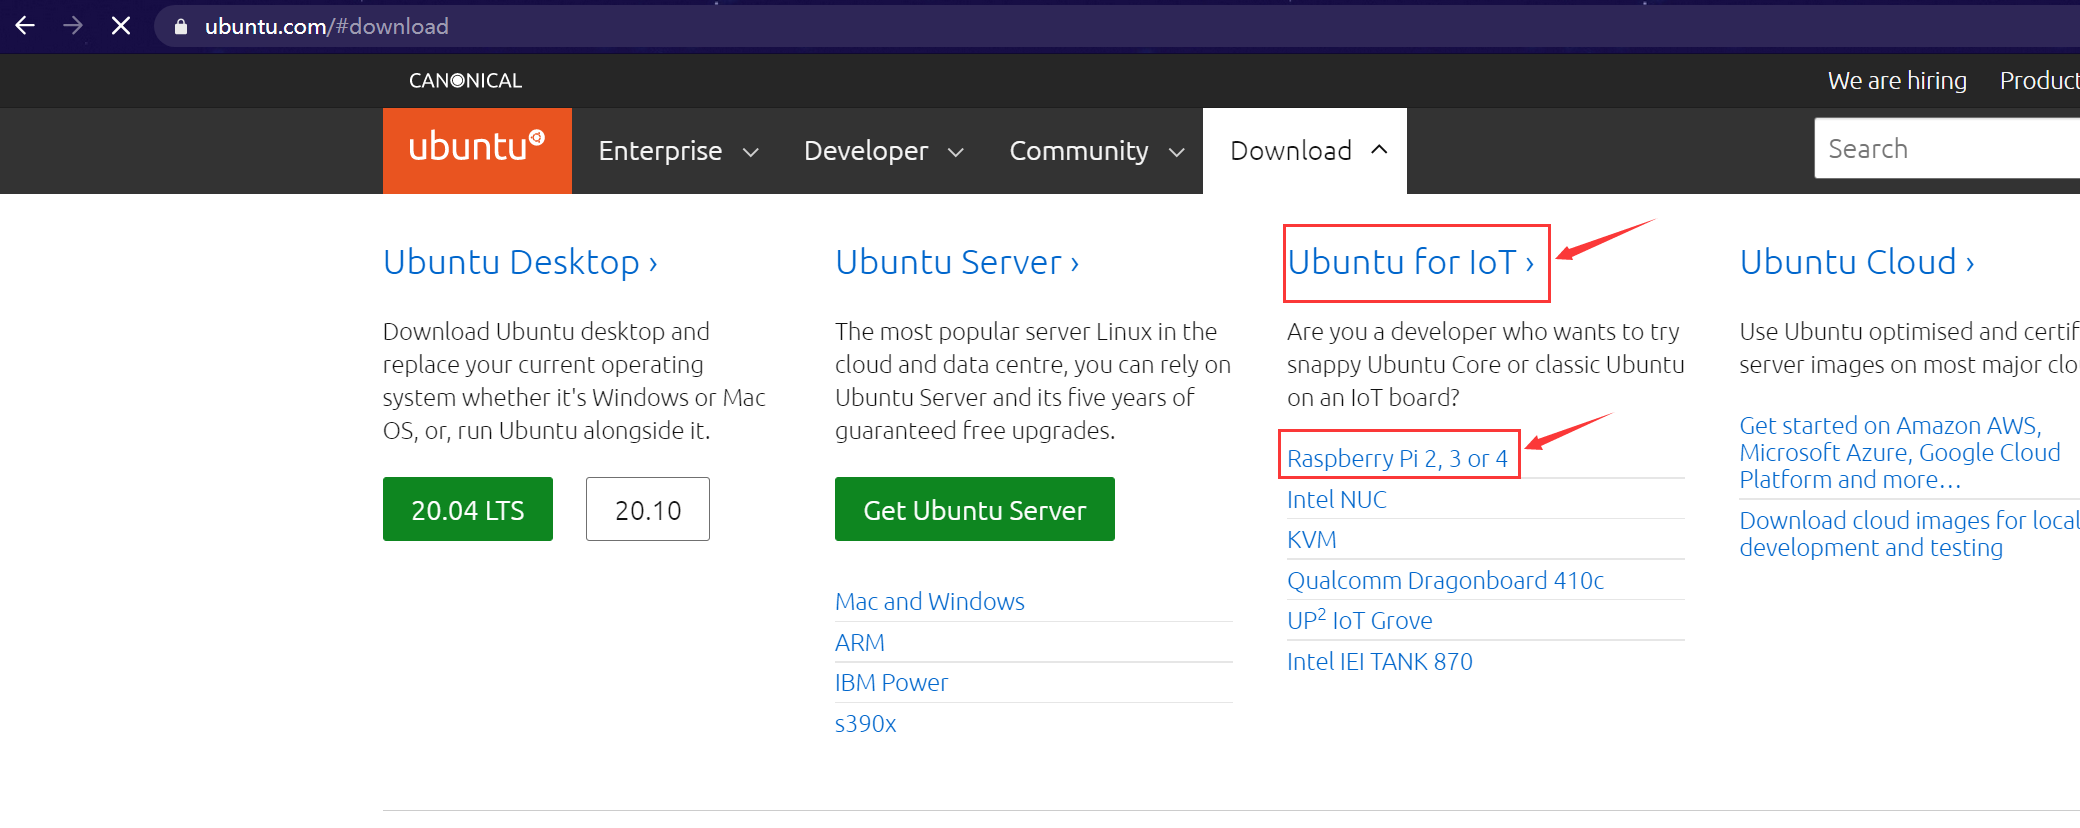 ubuntu.com/#download
CANONICAL
We are hiring
Product
ubuntu
Enterprise
Developer
Community
Download
Search
Ubuntu Desktop ›
Download Ubuntu desktop and
replace your current operating
system whether it's Windows or Mac
OS, or, run Ubuntu alongside it.
20.04 LTS
20.10
Ubuntu Server ›
The most popular server Linux in the
cloud and data centre, you can rely on
Ubuntu Server and its five years of
guaranteed free upgrades.
Get Ubuntu Server
Mac and Windows
ARM
IBM Power
s390x
Ubuntu for IoT ›
Are you a developer who wants to try
snappy Ubuntu Core or classic Ubuntu
on an IoT board?
Raspberry Pi 2, 3 or 4
Intel NUC
KVM
Qualcomm Dragonboard 410c
UP² IoT Grove
Intel IEI TANK 870
Ubuntu Cloud ›
Use Ubuntu optimised and certif
server images on most major clo
Get started on Amazon AWS,
Microsoft Azure, Google Cloud
Platform and more…
Download cloud images for local
development and testing